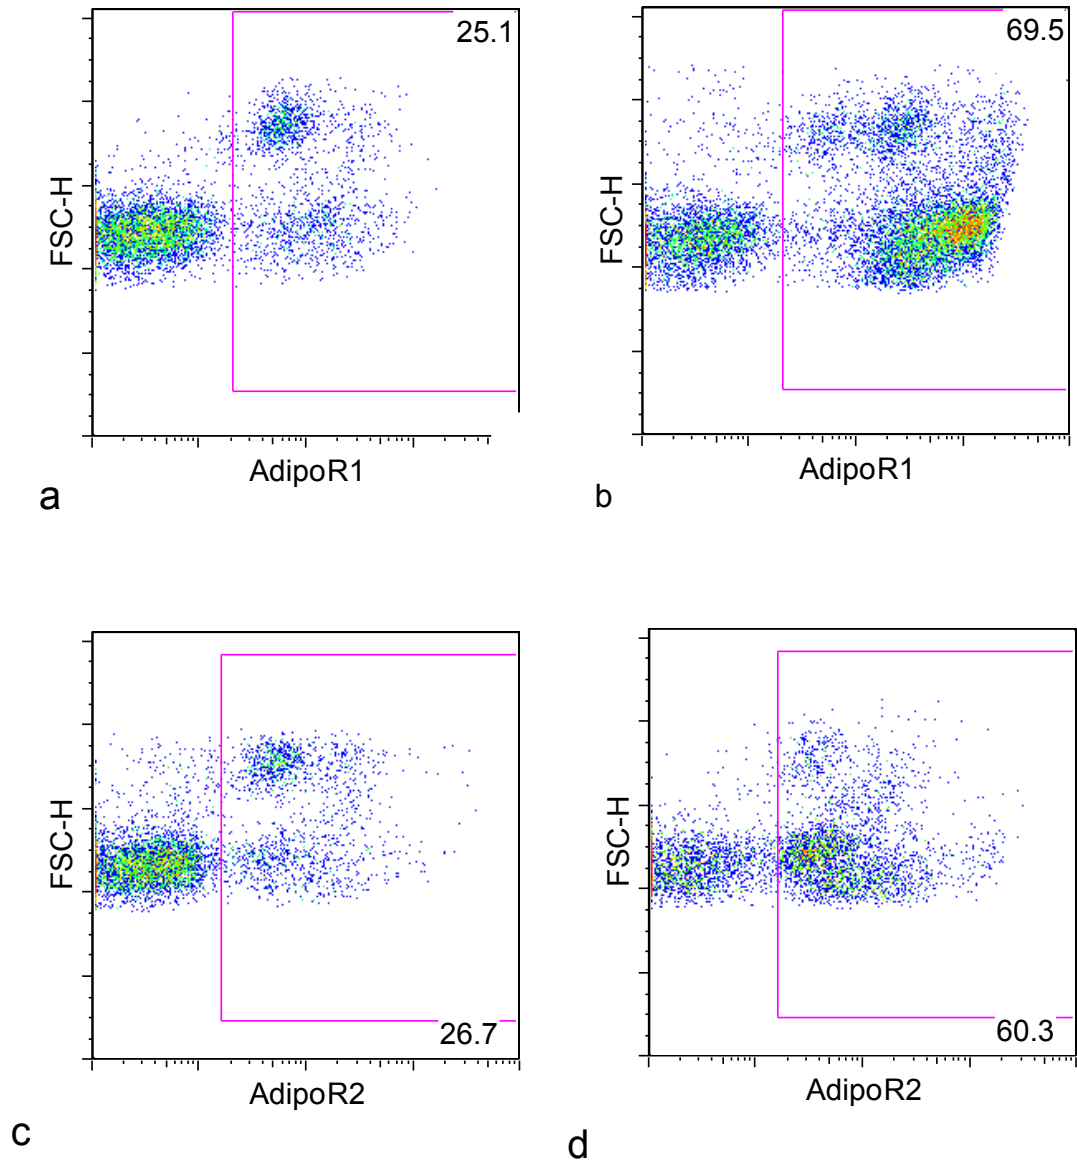 25.1
69.5
FSC-H
FSC-H
AdipoR1
AdipoR1
a
b
FSC-H
FSC-H
26.7
60.3
AdipoR2
AdipoR2
c
d